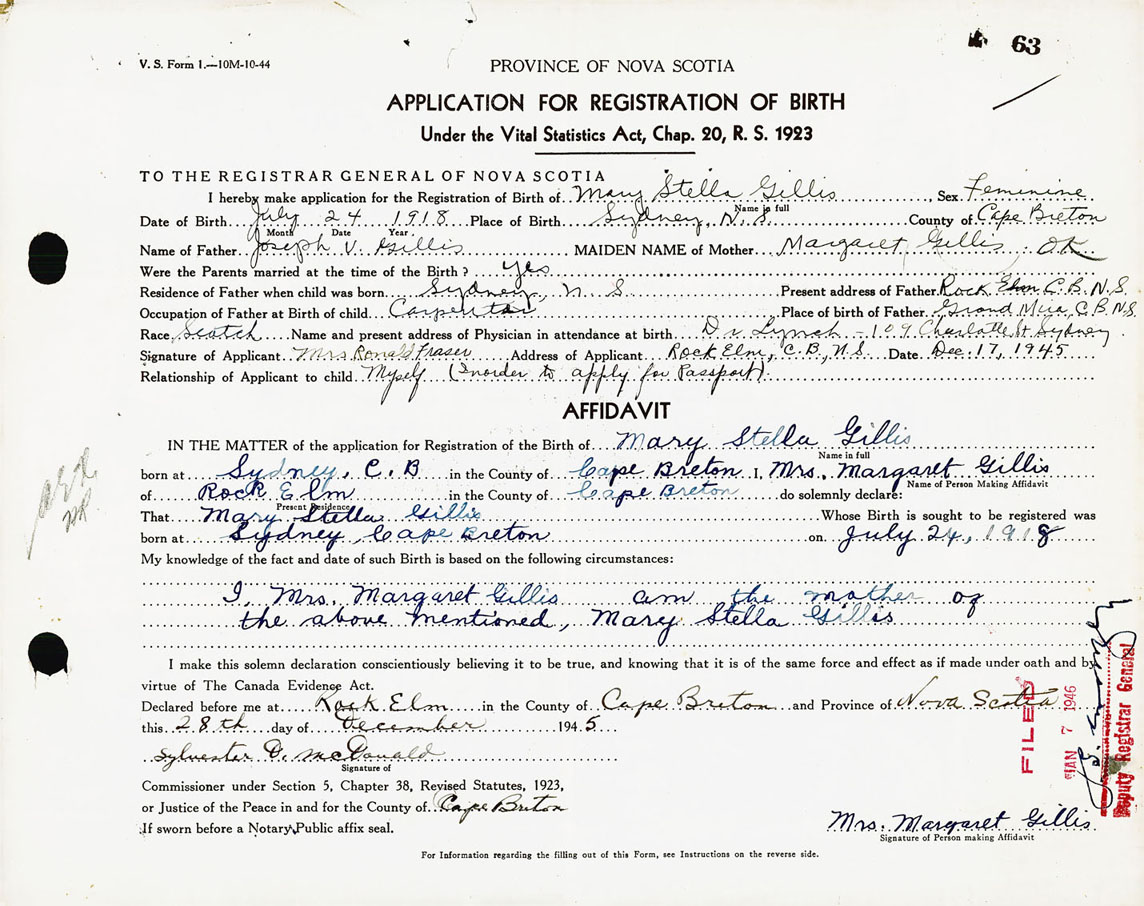 63
V. S. Form 1.—10M-10-44
PROVINCE OF NOVA SCOTIA
APPLICATION FOR REGISTRATION OF BIRTH
Under the Vital Statistics Act, Chap. 20, R. S. 1923
TO THE REGISTRAR GENERAL OF NOVA SCOTIA
I hereby make application for the Registration of Birth of Mary Stella Gillis, Sex Feminine
Name in full
Date of Birth July 24 1918 Place of Birth Sydney, N. S. County of Cape Breton
Month Date Year
Name of Father Joseph V. Gillis MAIDEN NAME of Mother Margaret Gillis OK
Were the Parents married at the time of the Birth? Yes
Residence of Father when child was born Sydney, N. S. Present address of Father Rock Elm C.B. N.S.
Occupation of Father at Birth of child Carpentar Place of birth of Father Grand Mira, C.B. N.S.
Race Scotch Name and present address of Physician in attendance at birth Dr Lynch - 109 Charlotte St Sydney
Signature of Applicant Mrs Ronald Fraser Address of Applicant Rock Elm, C.B., N.S. Date Dec. 17, 1945
Relationship of Applicant to child Myself (Inorder to apply for Passport)
AFFIDAVIT
IN THE MATTER of the application for Registration of the Birth of Mary Stella Gillis
Name in full
born at Sydney, C. B in the County of Cape Breton I, Mrs. Margaret Gillis
Name of Person Making Affidavit
of Rock Elm in the County of Cape Breton do solemnly declare:
Present Residence
That Mary Stella Gillis Whose Birth is sought to be registered was
born at Sydney, Cape Breton on July 24, 1918
My knowledge of the fact and date of such Birth is based on the following circumstances:
I, Mrs. Margaret Gillis am the mother of
the above mentioned, Mary Stella Gillis
I make this solemn declaration conscientiously believing it to be true, and knowing that it is of the same force and effect as if made under oath and by
virtue of The Canada Evidence Act.
Declared before me at Rock Elm in the County of Cape Breton and Province of Nova Scotia
this 28th day of December 1945
Sylvester D. McDonald
Signature of
Commissioner under Section 5, Chapter 38, Revised Statutes, 1923,
or Justice of the Peace in and for the County of Cape Breton
If sworn before a Notary Public affix seal.
Mrs. Margaret Gillis
Signature of Person making Affidavit
For Information regarding the filling out of this Form, see Instructions on the reverse side.
FILED
JAN 7 1946
Deputy Registrar General